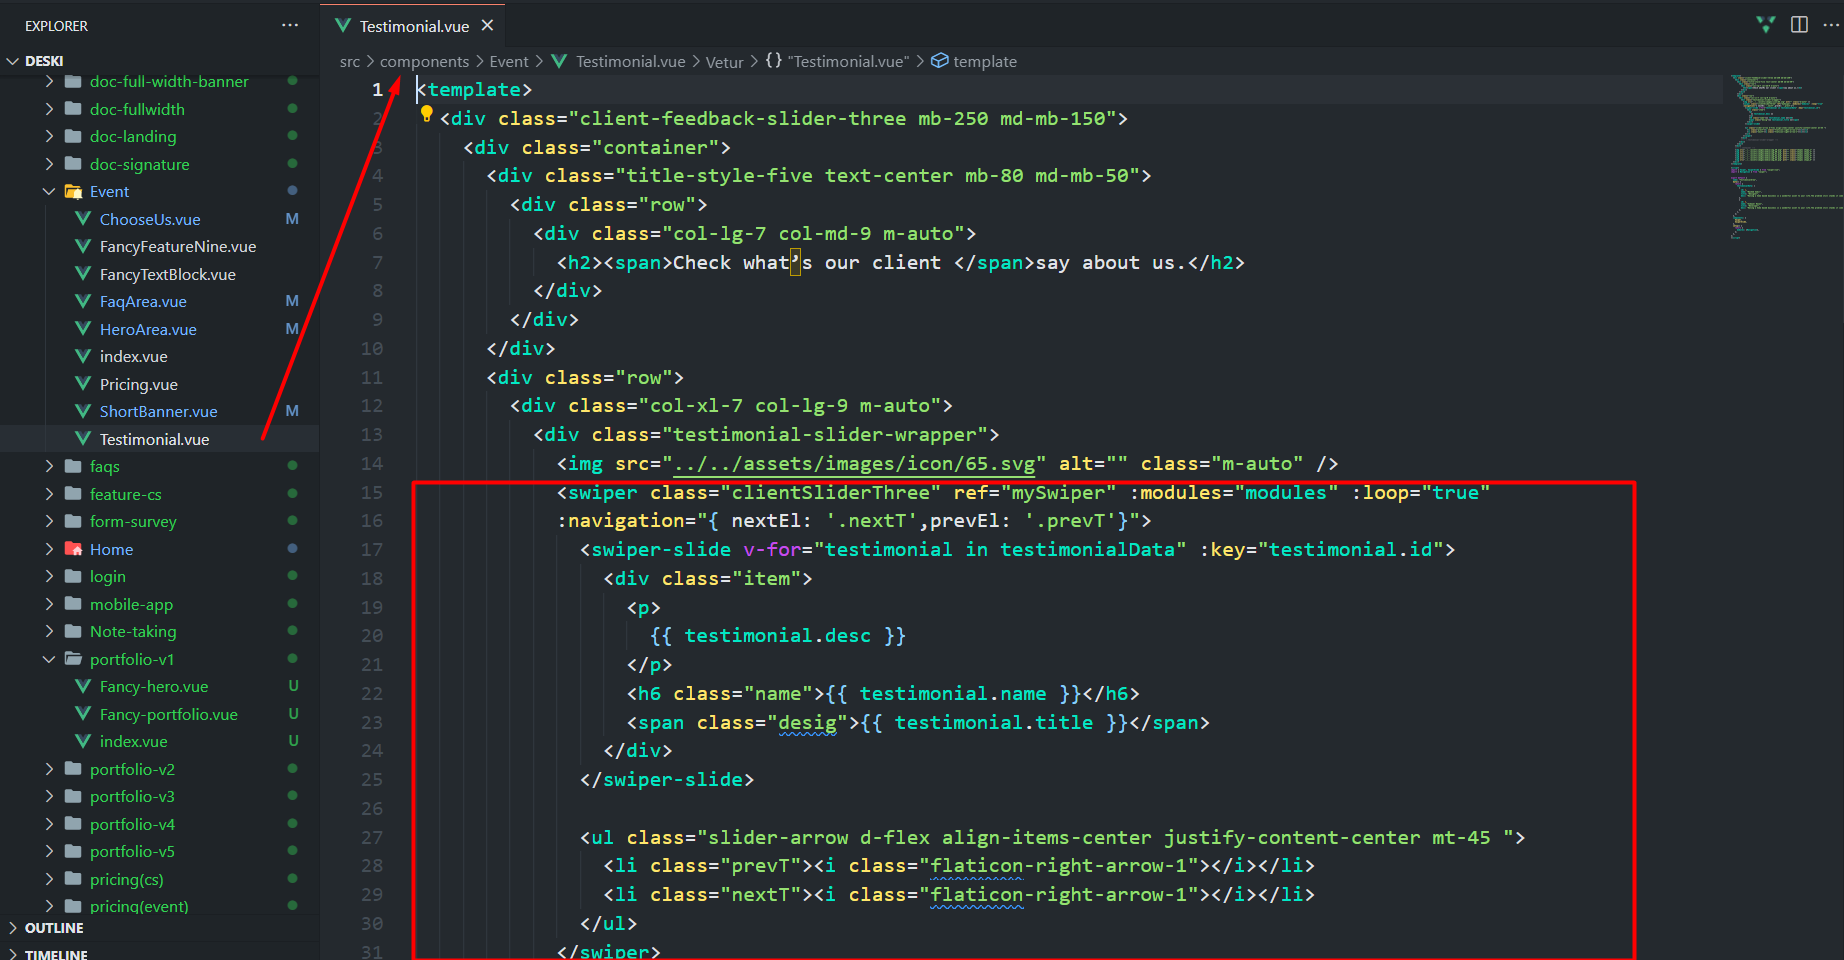 EXPLORER
DESKI
doc-full-width-banner
doc-fullwidth
doc-landing
doc-signature
Event
ChooseUs.vue M
FancyFeatureNine.vue
FancyTextBlock.vue
FaqArea.vue M
HeroArea.vue M
index.vue
Pricing.vue
ShortBanner.vue M
Testimonial.vue
faqs
feature-cs
form-survey
Home
login
mobile-app
Note-taking
portfolio-v1
Fancy-hero.vue U
Fancy-portfolio.vue U
index.vue U
portfolio-v2
portfolio-v3
portfolio-v4
portfolio-v5
pricing(cs)
pricing(event)
OUTLINE
TIMELINE
Testimonial.vue
src > components > Event > Testimonial.vue > Vetur > {} "Testimonial.vue" > template
1 <template>
2 <div class="client-feedback-slider-three mb-250 md-mb-150">
3 <div class="container">
4 <div class="title-style-five text-center mb-80 md-mb-50">
5 <div class="row">
6 <div class="col-lg-7 col-md-9 m-auto">
7 <h2><span>Check what’s our client </span>say about us.</h2>
8 </div>
9 </div>
10 </div>
11 <div class="row">
12 <div class="col-xl-7 col-lg-9 m-auto">
13 <div class="testimonial-slider-wrapper">
14 <img src="../../assets/images/icon/65.svg" alt="" class="m-auto" />
15 <swiper class="clientSliderThree" ref="mySwiper" :modules="modules" :loop="true"
16 :navigation="{ nextEl: '.nextT',prevEl: '.prevT'}">
17 <swiper-slide v-for="testimonial in testimonialData" :key="testimonial.id">
18 <div class="item">
19 <p>
20 {{ testimonial.desc }}
21 </p>
22 <h6 class="name">{{ testimonial.name }}</h6>
23 <span class="desig">{{ testimonial.title }}</span>
24 </div>
25 </swiper-slide>
26
27 <ul class="slider-arrow d-flex align-items-center justify-content-center mt-45 ">
28 <li class="prevT"><i class="flaticon-right-arrow-1"></i></li>
29 <li class="nextT"><i class="flaticon-right-arrow-1"></i></li>
30 </ul>
31 </swiper>